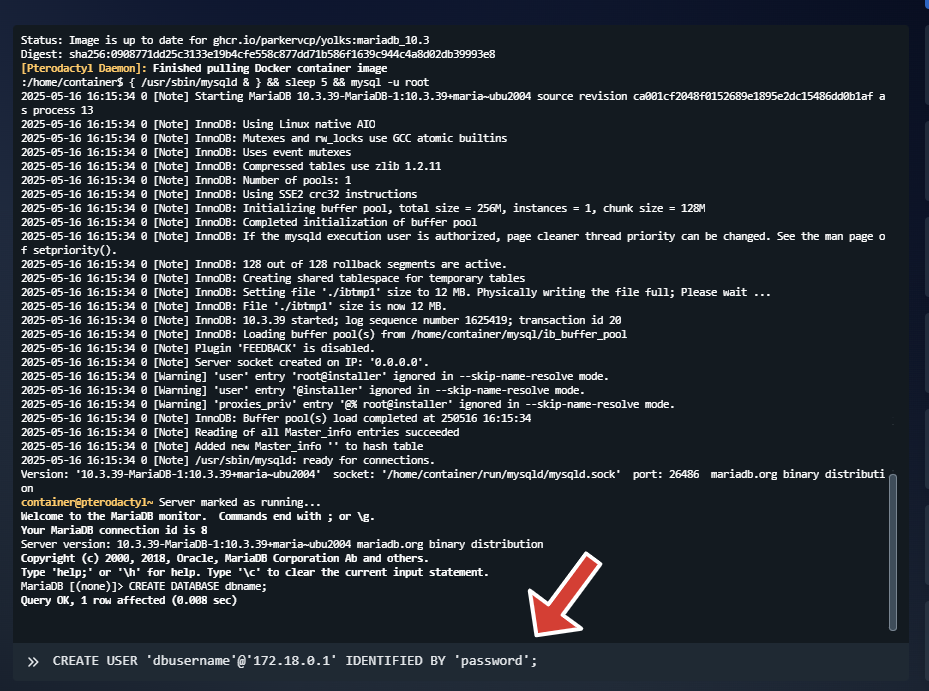 Status: Image is up to date for ghcr.io/parkervcp/yolks:mariadb_10.3
Digest: sha256:0908771dd25c3133e19b4cfe558c877dd71b586f1639c944c4a8d02db39993e8
[Pterodactyl Daemon]: Finished pulling Docker container image
:/home/container$ { /usr/sbin/mysqld & } && sleep 5 && mysql -u root
2025-05-16 16:15:34 0 [Note] Starting MariaDB 10.3.39-MariaDB-1:10.3.39+maria~ubu2004 source revision ca001cf2048f0152689e1895e2dc15486dd0b1af a
s process 13
2025-05-16 16:15:34 0 [Note] InnoDB: Using Linux native AIO
2025-05-16 16:15:34 0 [Note] InnoDB: Mutexes and rw_locks use GCC atomic builtins
2025-05-16 16:15:34 0 [Note] InnoDB: Uses event mutexes
2025-05-16 16:15:34 0 [Note] InnoDB: Compressed tables use zlib 1.2.11
2025-05-16 16:15:34 0 [Note] InnoDB: Number of pools: 1
2025-05-16 16:15:34 0 [Note] InnoDB: Using SSE2 crc32 instructions
2025-05-16 16:15:34 0 [Note] InnoDB: Initializing buffer pool, total size = 256M, instances = 1, chunk size = 128M
2025-05-16 16:15:34 0 [Note] InnoDB: Completed initialization of buffer pool
2025-05-16 16:15:34 0 [Note] InnoDB: If the mysqld execution user is authorized, page cleaner thread priority can be changed. See the man page o
f setpriority().
2025-05-16 16:15:34 0 [Note] InnoDB: 128 out of 128 rollback segments are active.
2025-05-16 16:15:34 0 [Note] InnoDB: Creating shared tablespace for temporary tables
2025-05-16 16:15:34 0 [Note] InnoDB: Setting file './ibtmp1' size to 12 MB. Physically writing the file full; Please wait ...
2025-05-16 16:15:34 0 [Note] InnoDB: File './ibtmp1' size is now 12 MB.
2025-05-16 16:15:34 0 [Note] InnoDB: 10.3.39 started; log sequence number 1625419; transaction id 20
2025-05-16 16:15:34 0 [Note] InnoDB: Loading buffer pool(s) from /home/container/mysql/ib_buffer_pool
2025-05-16 16:15:34 0 [Note] Plugin 'FEEDBACK' is disabled.
2025-05-16 16:15:34 0 [Note] Server socket created on IP: '0.0.0.0'.
2025-05-16 16:15:34 0 [Warning] 'user' entry 'root@installer' ignored in --skip-name-resolve mode.
2025-05-16 16:15:34 0 [Warning] 'user' entry '@installer' ignored in --skip-name-resolve mode.
2025-05-16 16:15:34 0 [Warning] 'proxies_priv' entry '@% root@installer' ignored in --skip-name-resolve mode.
2025-05-16 16:15:34 0 [Note] InnoDB: Buffer pool(s) load completed at 250516 16:15:34
2025-05-16 16:15:34 0 [Note] Reading of all Master_info entries succeeded
2025-05-16 16:15:34 0 [Note] Added new Master_info '' to hash table
2025-05-16 16:15:34 0 [Note] /usr/sbin/mysqld: ready for connections.
Version: '10.3.39-MariaDB-1:10.3.39+maria~ubu2004'  socket: '/home/container/run/mysqld/mysqld.sock'  port: 26486  mariadb.org binary distributi
on
container@pterodactyl~ Server marked as running...
Welcome to the MariaDB monitor.  Commands end with ; or \g.
Your MariaDB connection id is 8
Server version: 10.3.39-MariaDB-1:10.3.39+maria~ubu2004 mariadb.org binary distribution
Copyright (c) 2000, 2018, Oracle, MariaDB Corporation Ab and others.
Type 'help;' or '\h' for help. Type '\c' to clear the current input statement.
MariaDB [(none)]> CREATE DATABASE dbname;
Query OK, 1 row affected (0.008 sec)
» CREATE USER 'dbusername'@'172.18.0.1' IDENTIFIED BY 'password';